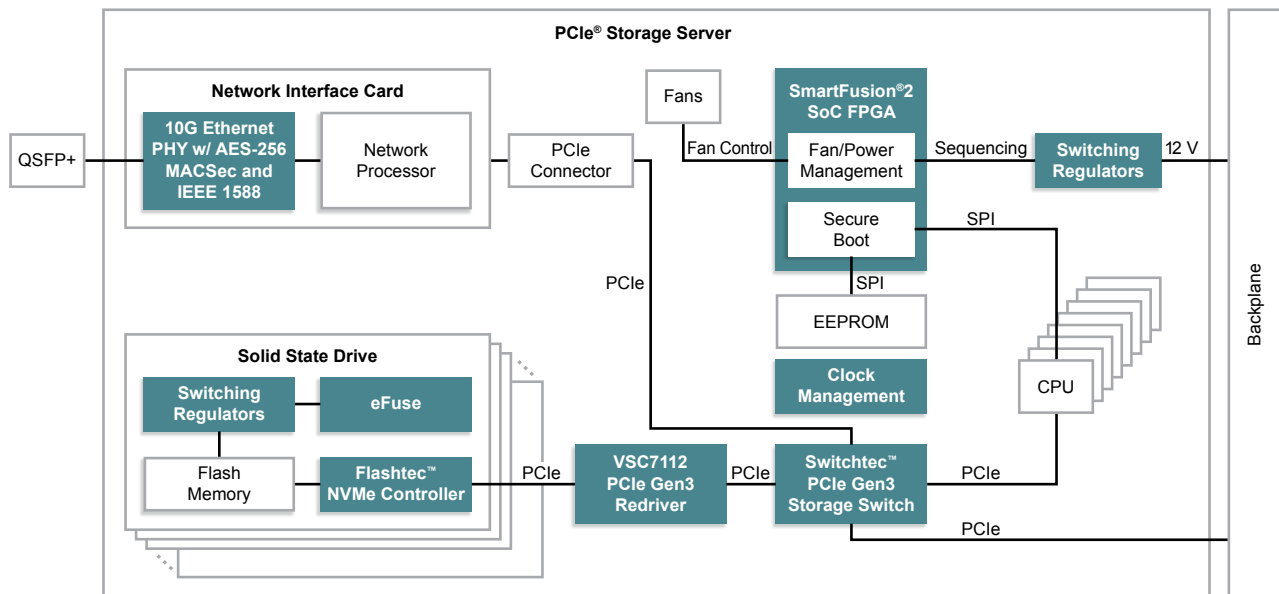 PCIe® Storage Server
Network Interface Card
QSFP+
10G Ethernet
PHY w/ AES-256
MACSec and
IEEE 1588
Network
Processor
PCIe
Connector
Fans
Fan Control
SmartFusion®2
SoC FPGA
Fan/Power
Management
Sequencing
Switching
Regulators
12 V
Secure
Boot
SPI
SPI
EEPROM
PCIe
Clock
Management
CPU
Backplane
Solid State Drive
Switching
Regulators
eFuse
Flash
Memory
Flashtec™
NVMe Controller
PCIe
VSC7112
PCIe Gen3
Redriver
PCIe
Switchtec™
PCIe Gen3
Storage Switch
PCIe
PCIe